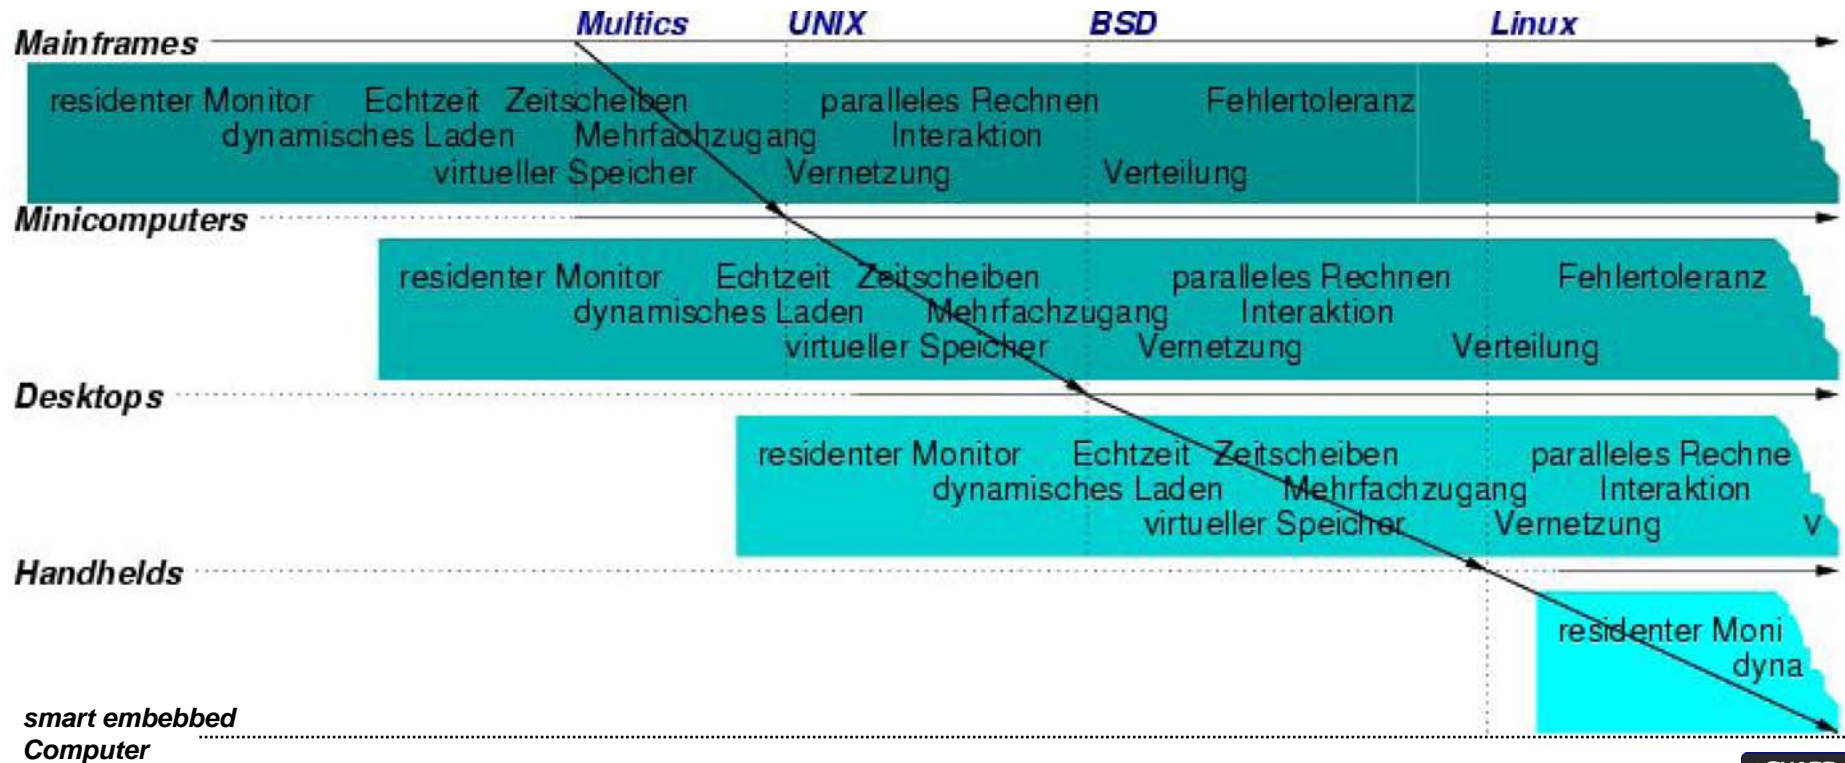 Multics UNIX BSD Linux
Mainframes
residenter Monitor Echtzeit Zeitscheiben paralleles Rechnen Fehlertoleranz
dynamisches Laden Mehrfachzugang Interaktion
virtueller Speicher Vernetzung Verteilung
Minicomputers
residenter Monitor Echtzeit Zeitscheiben paralleles Rechnen Fehlertoleranz
dynamisches Laden Mehrfachzugang Interaktion
virtueller Speicher Vernetzung Verteilung
Desktops
residenter Monitor Echtzeit Zeitscheiben paralleles Rechne
dynamisches Laden Mehrfachzugang Interaktion
virtueller Speicher Vernetzung V
Handhelds
residenter Moni
dyna
smart embebbed
Computer